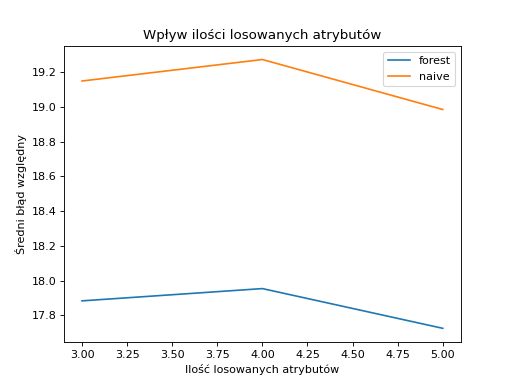 Wpływ ilości losowanych atrybutów
forest
naive
19.2
19.0
18.8
18.6
18.4
18.2
18.0
17.8
Średni błąd względny
3.00 3.25 3.50 3.75 4.00 4.25 4.50 4.75 5.00
Ilość losowanych atrybutów